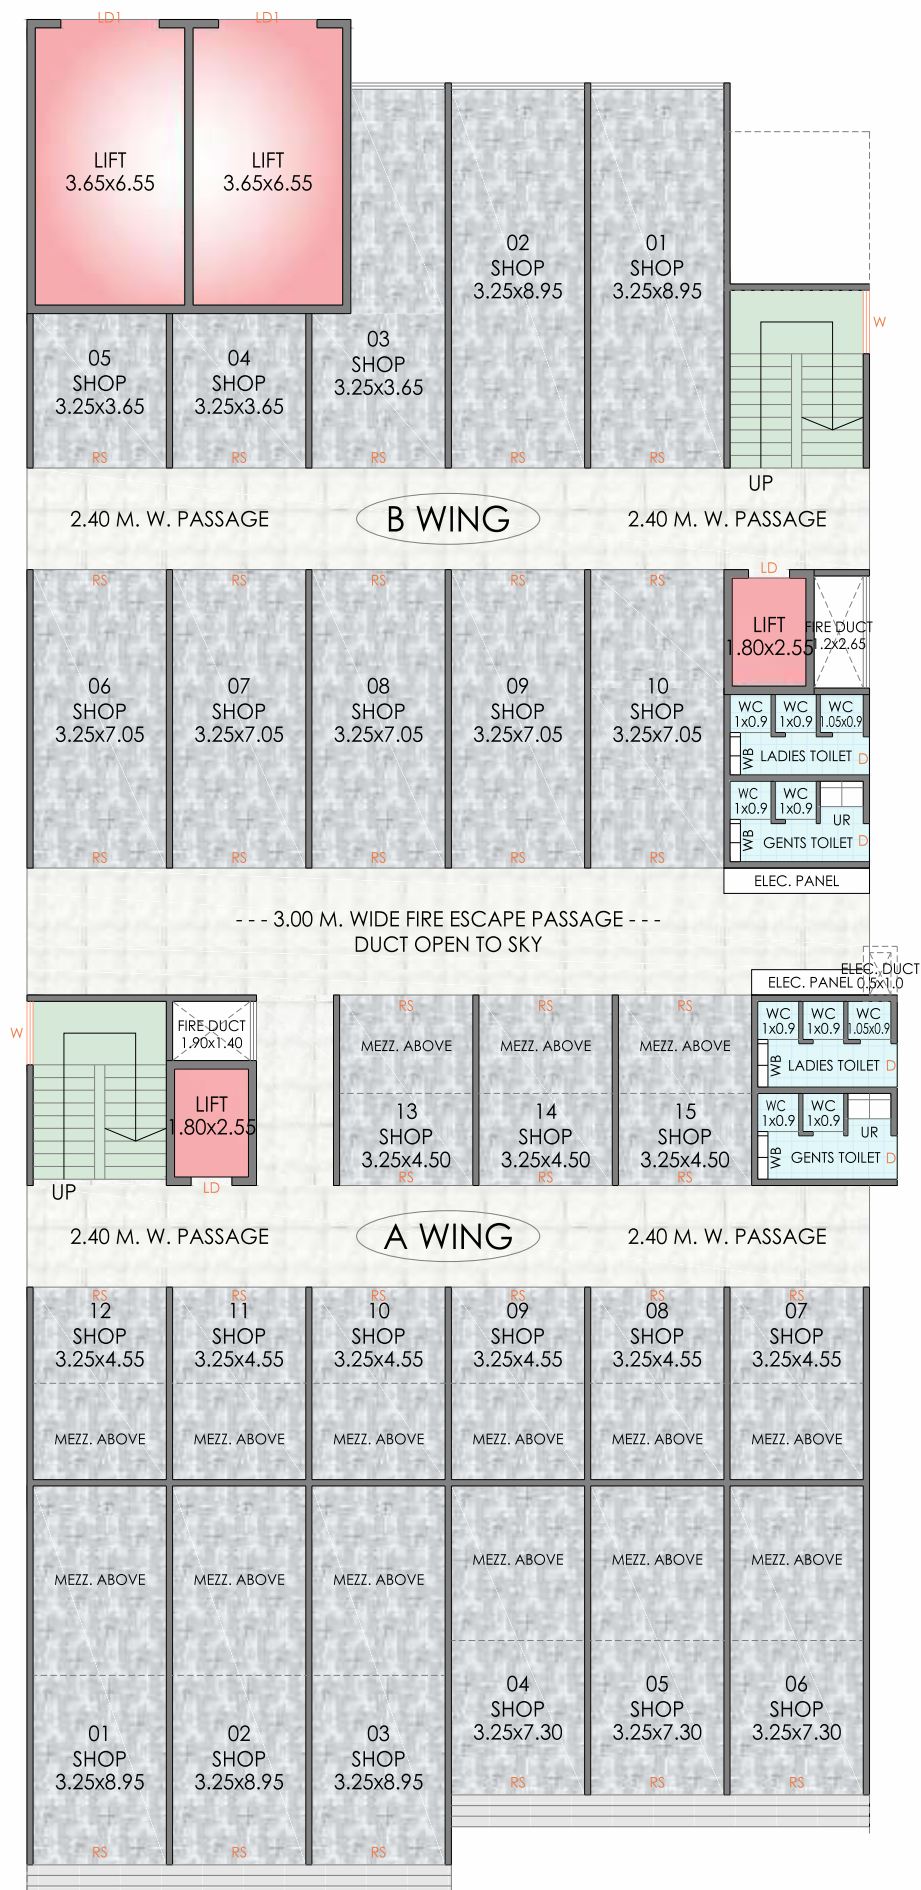 LD1 LD1
LIFT LIFT
3.65x6.55 3.65x6.55
02 01
SHOP SHOP
3.25x8.95 3.25x8.95
W
05 04 03
SHOP SHOP SHOP
3.25x3.65 3.25x3.65 3.25x3.65
RS RS RS RS RS
UP
2.40 M. W. PASSAGE B WING 2.40 M. W. PASSAGE
LD
RS RS RS RS RS
LIFT FIRE DUCT
1.80x2.55 1.2x2.65
06 07 08 09 10
SHOP SHOP SHOP SHOP SHOP
3.25x7.05 3.25x7.05 3.25x7.05 3.25x7.05 3.25x7.05
WC WC WC
1x0.9 1x0.9 1.05x0.9
WB LADIES TOILET D
WC WC
1x0.9 1x0.9
UR
WB GENTS TOILET D
RS RS RS RS RS
ELEC. PANEL
- - - 3.00 M. WIDE FIRE ESCAPE PASSAGE - - -
DUCT OPEN TO SKY
ELEC. DUCT
ELEC. PANEL 0.5x1.0
RS RS RS
W
FIRE DUCT
1.90x1.40
WC WC WC
1x0.9 1x0.9 1.05x0.9
MEZZ. ABOVE MEZZ. ABOVE MEZZ. ABOVE
WB LADIES TOILET D
LIFT
1.80x2.55
13 14 15
SHOP SHOP SHOP
3.25x4.50 3.25x4.50 3.25x4.50
WC WC
1x0.9 1x0.9
UR
WB GENTS TOILET D
RS RS RS
UP LD
2.40 M. W. PASSAGE A WING 2.40 M. W. PASSAGE
RS RS RS RS RS RS
12 11 10 09 08 07
SHOP SHOP SHOP SHOP SHOP SHOP
3.25x4.55 3.25x4.55 3.25x4.55 3.25x4.55 3.25x4.55 3.25x4.55
MEZZ. ABOVE MEZZ. ABOVE MEZZ. ABOVE MEZZ. ABOVE MEZZ. ABOVE MEZZ. ABOVE
MEZZ. ABOVE MEZZ. ABOVE MEZZ. ABOVE
MEZZ. ABOVE MEZZ. ABOVE MEZZ. ABOVE
04 05 06
SHOP SHOP SHOP
3.25x7.30 3.25x7.30 3.25x7.30
01 02 03
SHOP SHOP SHOP
3.25x8.95 3.25x8.95 3.25x8.95
RS RS RS
RS RS RS